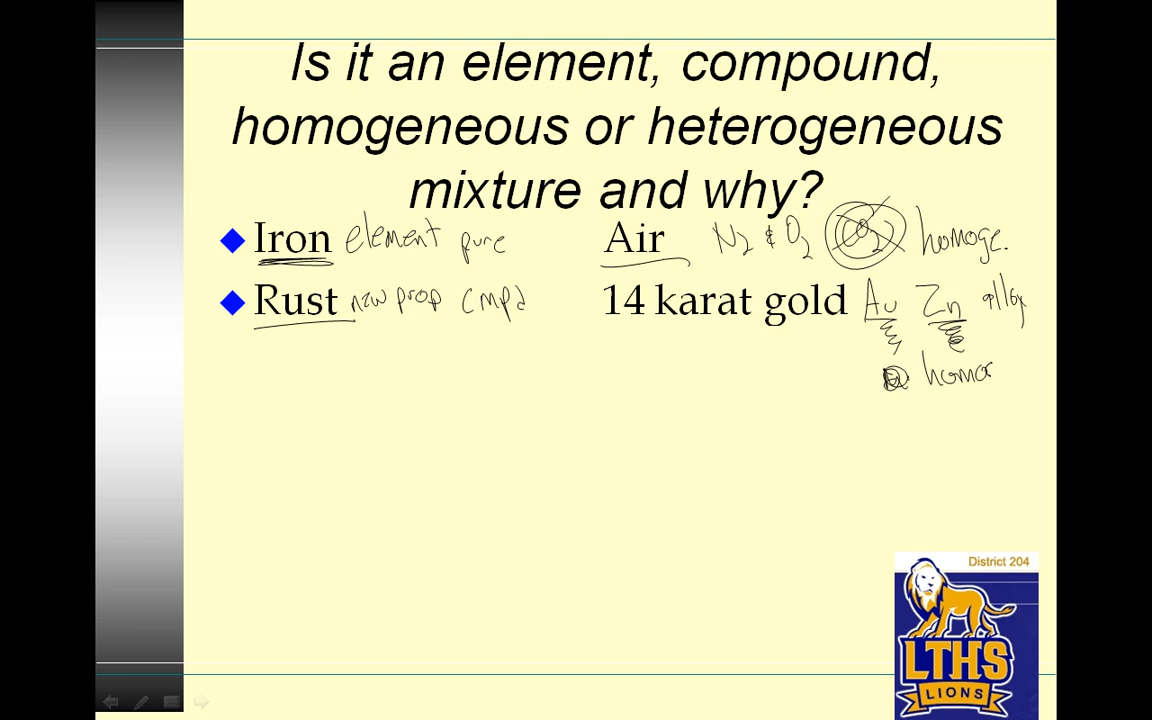 Is it an element, compound,
homogeneous or heterogeneous
mixture and why?
Iron element pure
Air N2 & O2 O2 homoge.
Rust new prop cmpd
14 karat gold Au Zn alloy
homo
District 204
LTHS
LIONS